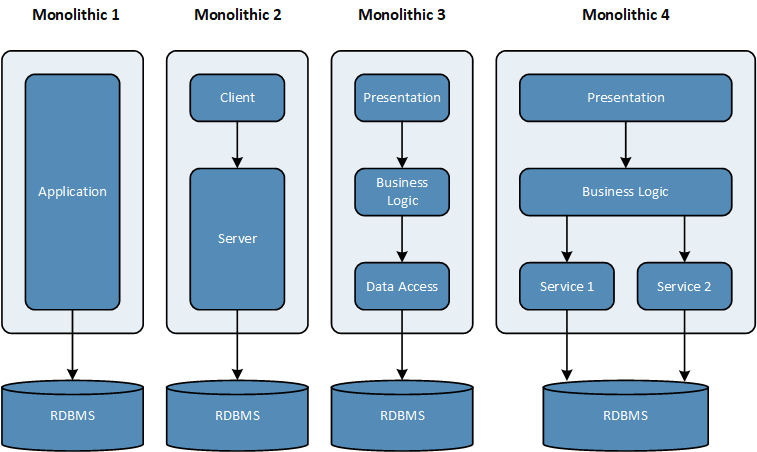 Monolithic 1
Monolithic 2
Monolithic 3
Monolithic 4
Application
Client
Server
Presentation
Business
Logic
Data Access
Presentation
Business Logic
Service 1
Service 2
RDBMS
RDBMS
RDBMS
RDBMS